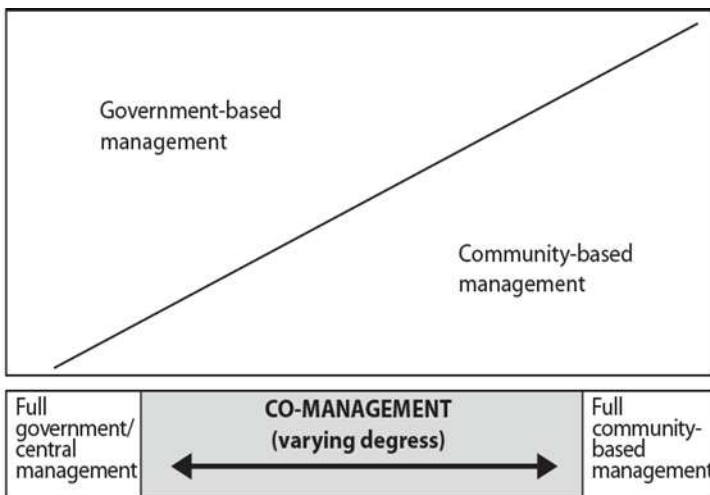 Government-based
management
Community-based
management
Full
government/
central
management
CO-MANAGEMENT
(varying degress)
Full
community-
based
management